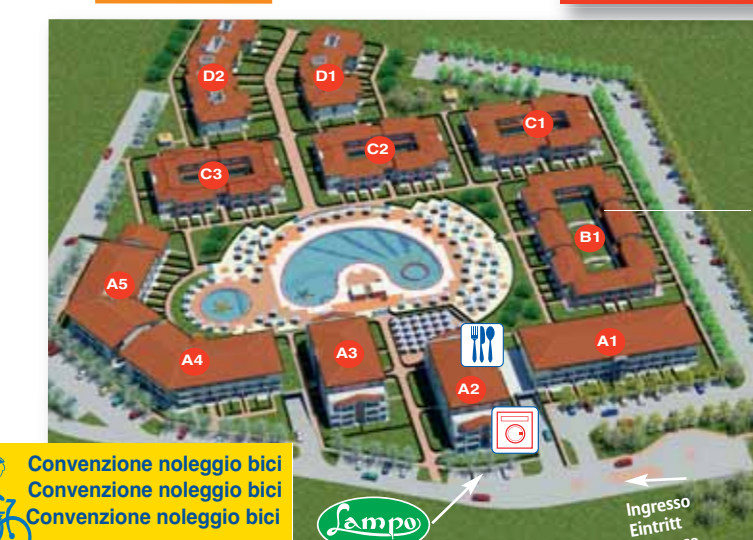 D2
D1
C1
C2
C3
B1
A5
A1
A3
A4
A2
Convenzione noleggio bici
Convenzione noleggio bici
Convenzione noleggio bici
Lampo
Ingresso
Eintritt